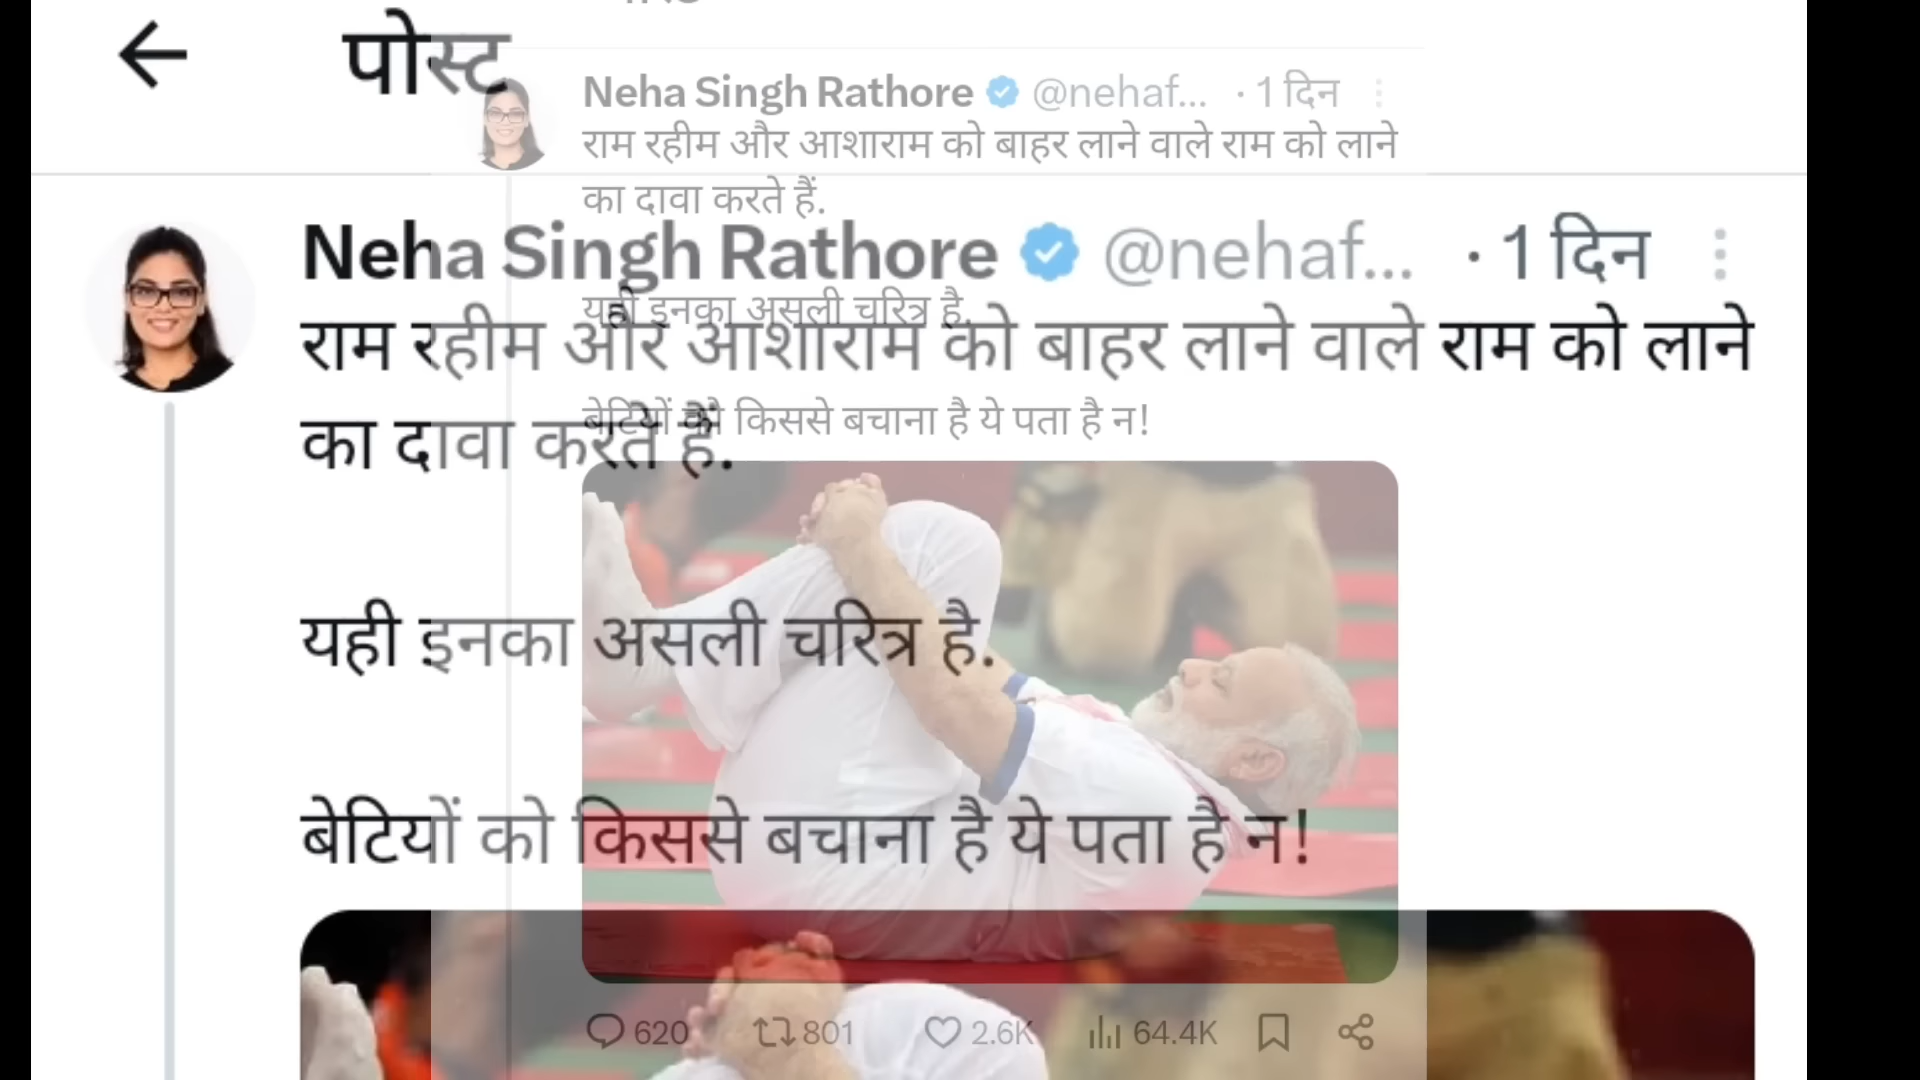 पोस्ट
Neha Singh Rathore @nehaf... · 1 दिन
राम रहीम और आशाराम को बाहर लाने वाले राम को लाने
का दावा करते हैं.
यही इनका असली चरित्र है.
बेटियों को किससे बचाना है ये पता है न!
Neha Singh Rathore @nehaf... · 1 दिन
राम रहीम और आशाराम को बाहर लाने वाले राम को लाने
का दावा करते हैं.
यही इनका असली चरित्र है.
बेटियों को किससे बचाना है ये पता है न!
620 801 2.6K 64.4K